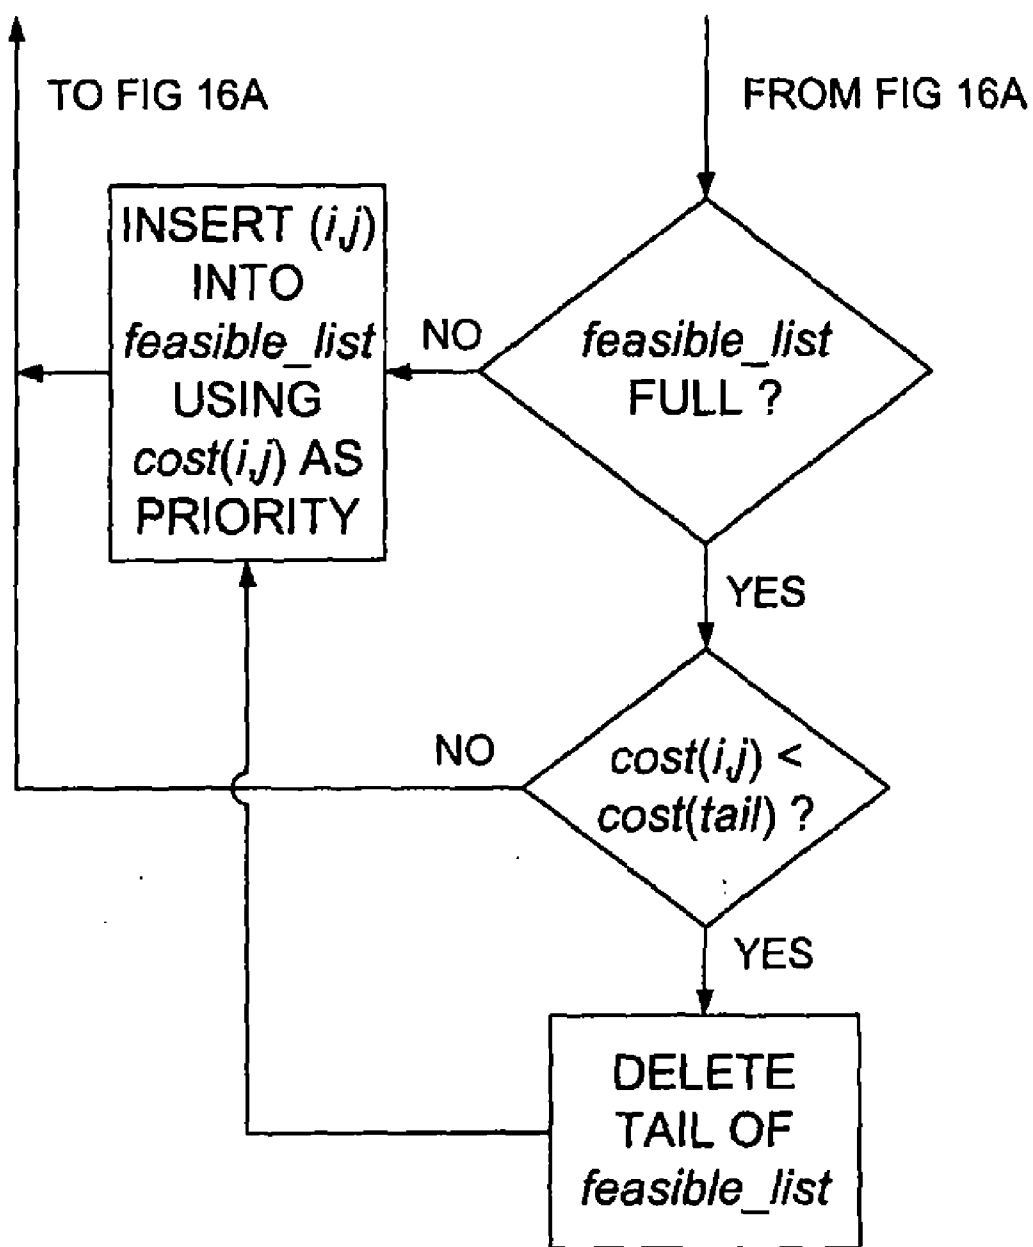 TO FIG 16A
FROM FIG 16A
INSERT (i,j)
INTO
feasible_list
USING
cost(i,j) AS
PRIORITY
NO
feasible_list
FULL ?
YES
NO
cost(i,j) <
cost(tail) ?
YES
DELETE
TAIL OF
feasible_list